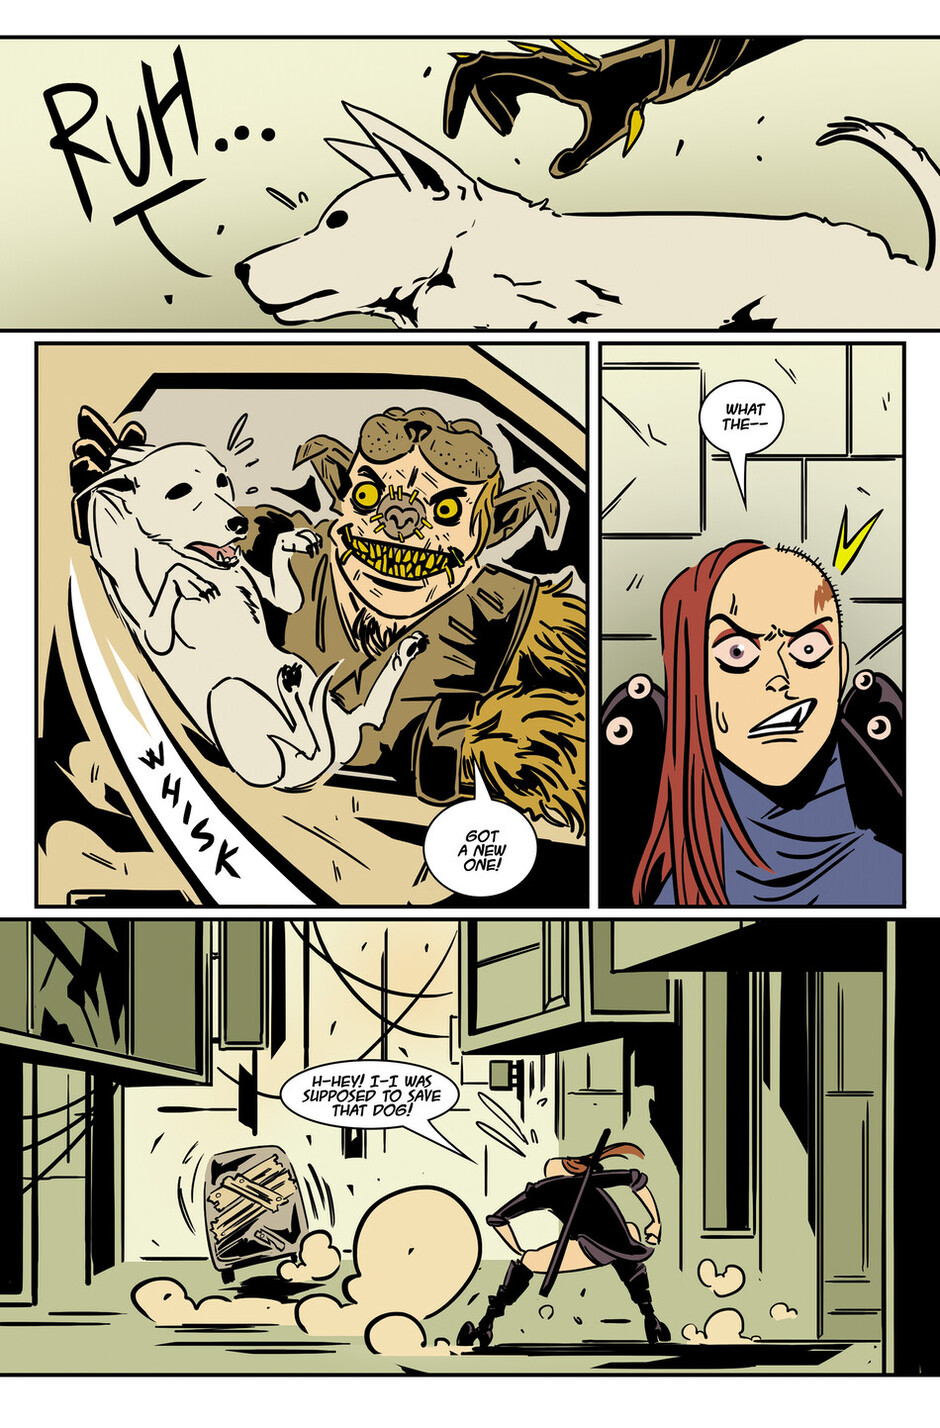 RUH...
T
WHAT
THE--
WHISK
GOT
A NEW
ONE!
H-HEY! I-I WAS
SUPPOSED TO SAVE
THAT DOG!